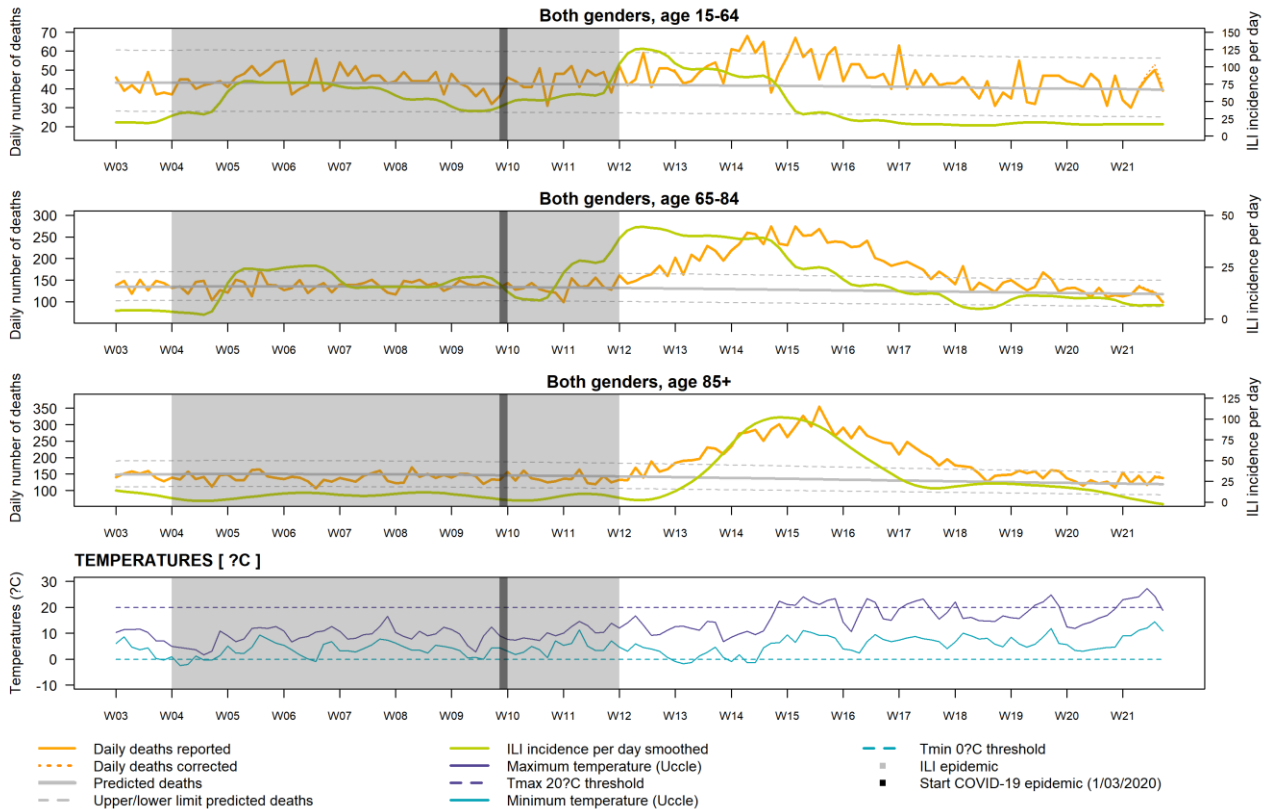 Both genders, age 15-64
Daily number of deaths
70
60
50
40
30
20
150
125
100
75
50
25
0
ILI incidence per day
W03 W04 W05 W06 W07 W08 W09 W10 W11 W12 W13 W14 W15 W16 W17 W18 W19 W20 W21
Both genders, age 65-84
Daily number of deaths
300
250
200
150
100
50
25
0
ILI incidence per day
W03 W04 W05 W06 W07 W08 W09 W10 W11 W12 W13 W14 W15 W16 W17 W18 W19 W20 W21
Both genders, age 85+
Daily number of deaths
350
300
250
200
150
100
125
100
75
50
25
0
ILI incidence per day
W03 W04 W05 W06 W07 W08 W09 W10 W11 W12 W13 W14 W15 W16 W17 W18 W19 W20 W21
TEMPERATURES [ ?C ]
Temperatures (?C)
30
20
10
0
-10
W03 W04 W05 W06 W07 W08 W09 W10 W11 W12 W13 W14 W15 W16 W17 W18 W19 W20 W21
Daily deaths reported
Daily deaths corrected
Predicted deaths
Upper/lower limit predicted deaths
ILI incidence per day smoothed
Maximum temperature (Uccle)
Tmax 20?C threshold
Minimum temperature (Uccle)
Tmin 0?C threshold
ILI epidemic
Start COVID-19 epidemic (1/03/2020)